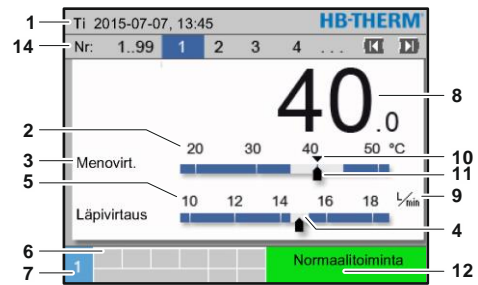 1 Ti 2015-07-07, 13:45 HB-THERM
14 Nr: 1..99 1 2 3 4 ...
40.0 8
2 20 30 40 50 °C 10
3 Menovirt. 11
5 10 12 14 16 18 L/min 9
Läpivirtaus 4
6
7 1 Normaalitoiminta 12